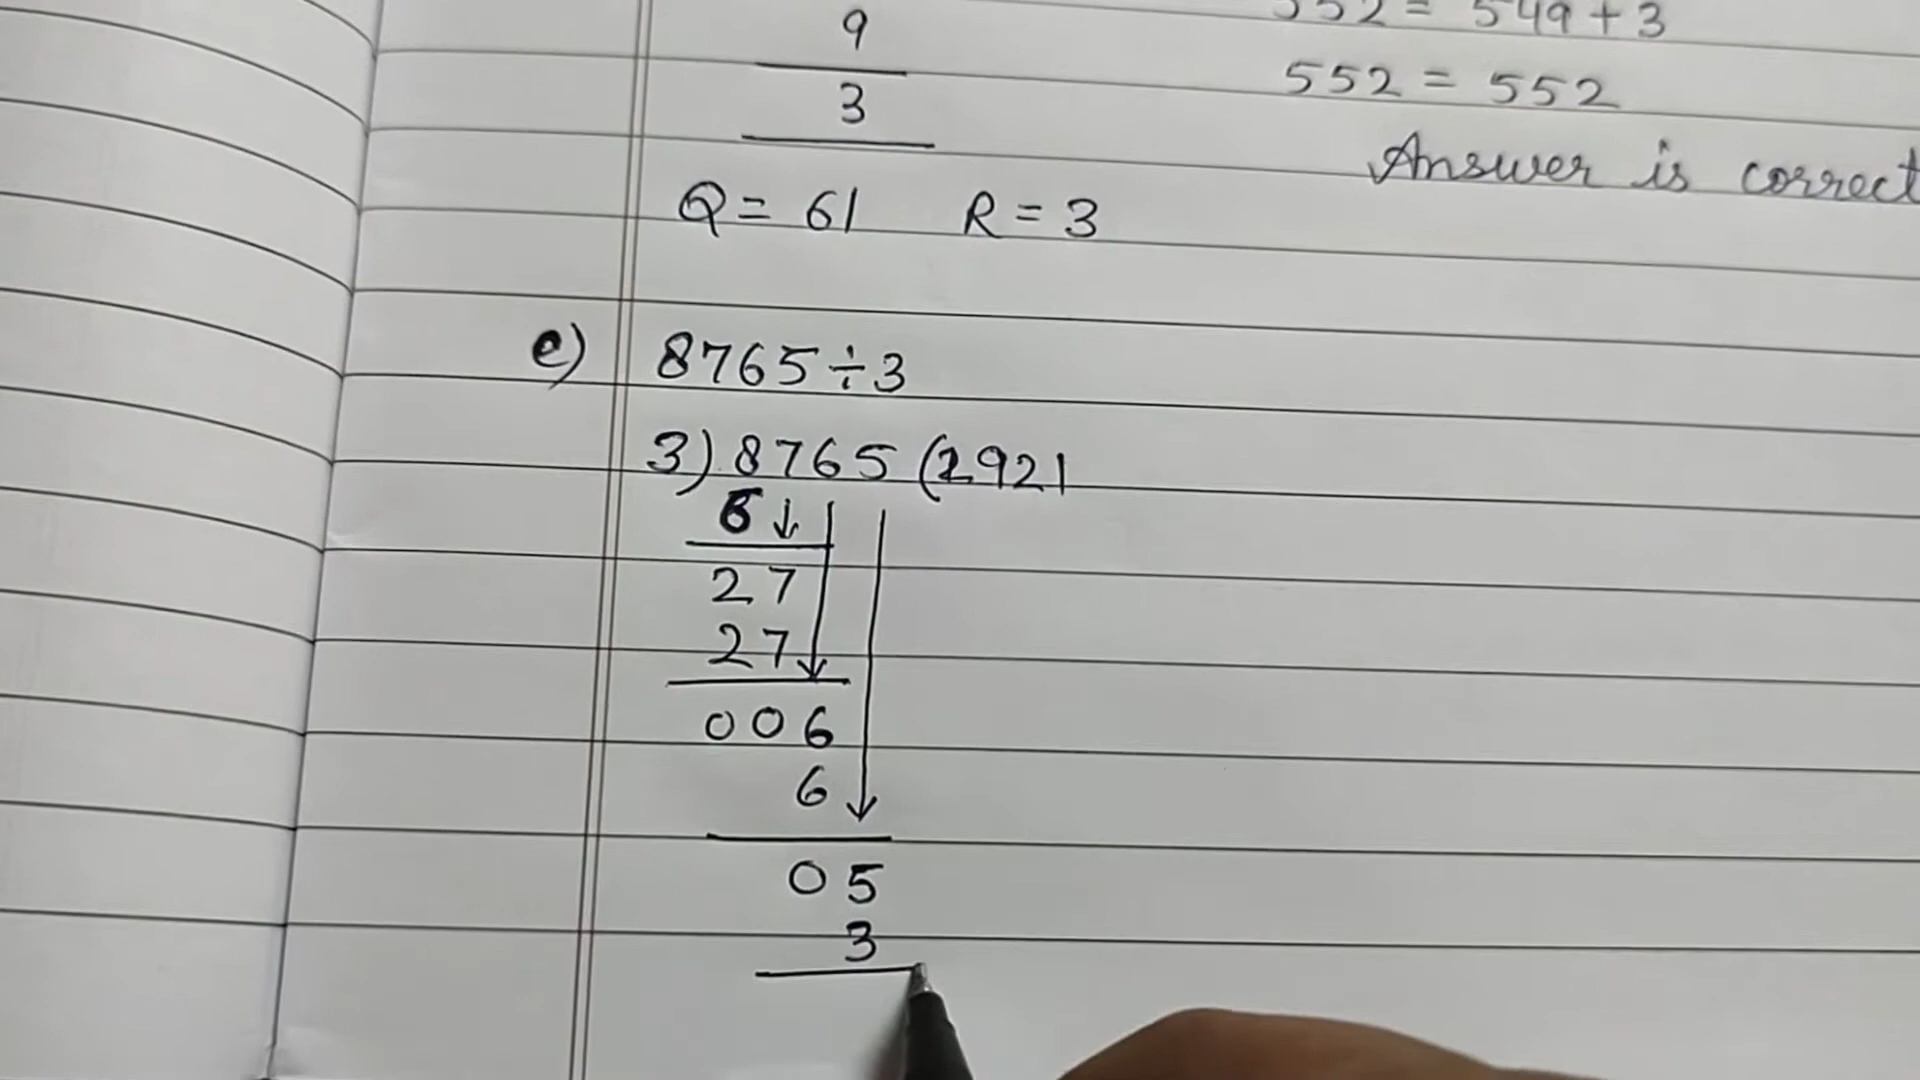 9
552 = 549 + 3
3
552 = 552
Answer is correct
Q = 61 R = 3
e) 8765 ÷ 3
3) 8765 (2921
6 ↓
27
27
006
6
05
3